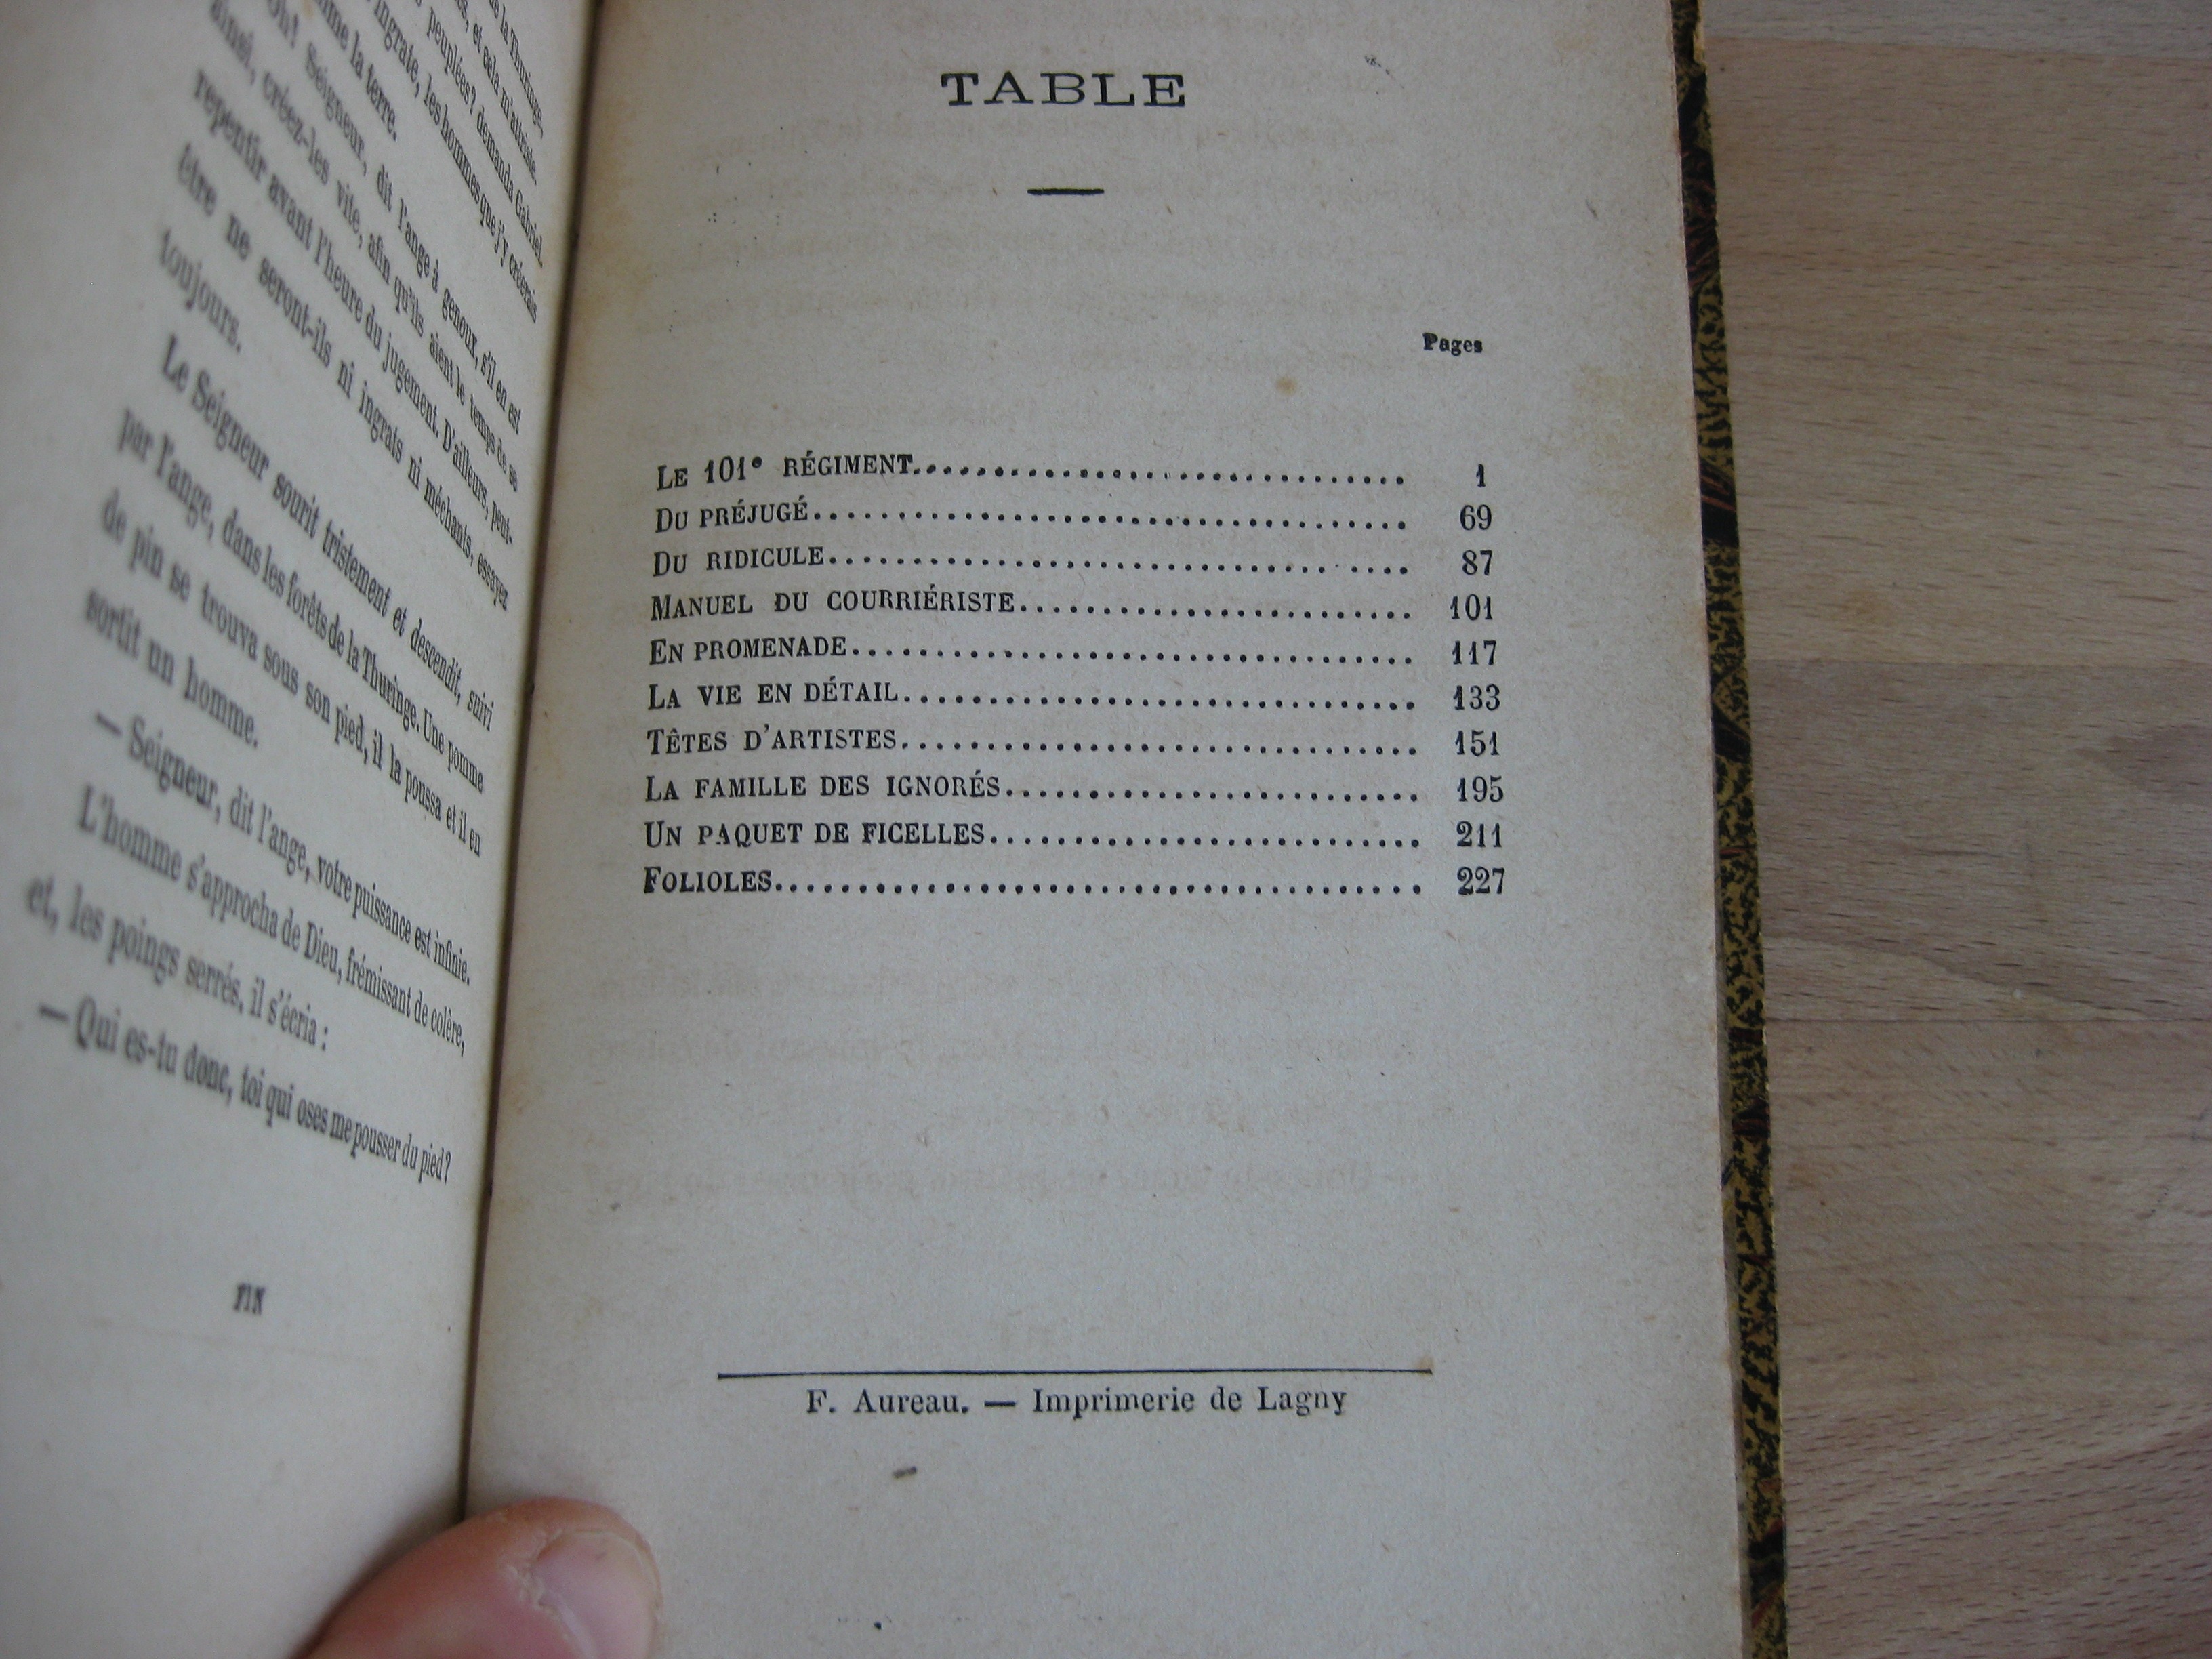 de la Thuringe,
et cela m'attriste.
peuplées? demanda Gabriel.
ingrate, les hommes que j'y créerais
la terre.
Seigneur, dit l'ange à genoux, s'il en est
ainsi, créez-les vite, afin qu'ils aient le temps de se
repentir avant l'heure du jugement. D'ailleurs, peut-
être ne seront-ils ni ingrats ni méchants, essayez
toujours.
Le Seigneur sourit tristement et descendit, suivi
par l'ange, dans les forêts de la Thuringe. Une pomme
de pin se trouva sous son pied, il la poussa et il en
sortit un homme.
— Seigneur, dit l'ange, votre puissance est infinie.
L'homme s'approcha de Dieu, frémissant de colère,
et, les poings serrés, il s'écria :
— Qui es-tu donc, toi qui oses me pousser du pied?
FIN
TABLE
Pages
LE 101e RÉGIMENT................................ 1
DU PRÉJUGÉ.................................... 69
DU RIDICULE................................... 87
MANUEL DU COURRIÉRISTE........................ 101
EN PROMENADE.................................. 117
LA VIE EN DÉTAIL.............................. 133
TÊTES D'ARTISTES.............................. 151
LA FAMILLE DES IGNORÉS........................ 195
UN PAQUET DE FICELLES......................... 211
FOLIOLES...................................... 227
F. Aureau. — Imprimerie de Lagny